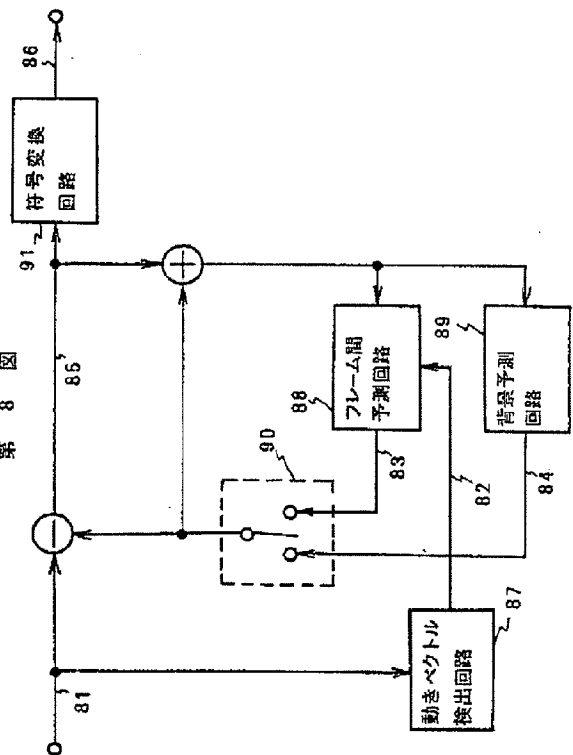 第 8 図
81
85
91
符号変換
回路
86
90
88
フレーム間
予測回路
83
82
89
背景予測
回路
84
動きベクトル
検出回路
87